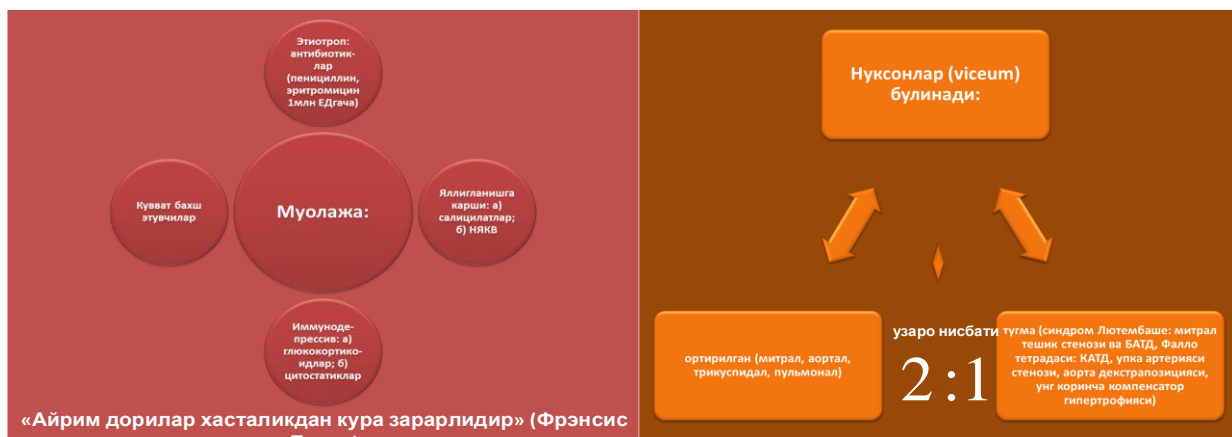 Этиотроп:
антибиотик-
лар
(пенициллин,
эритромицин
1млн ЕДгача)
Кувват бахш
этувчилар
Муолажа:
Яллигланишга
карши: а)
салицилатлар;
б) НЯКВ
Иммуноде-
прессив: а)
глюкокортико-
идлар; б)
цитостатиклар
«Айрим дорилар хасталикдан кура зарарлидир» (Фрэнсис
Нуксонлар (viceum)
булинади:
ортирилган (митрал, аортал,
трикуспидал, пульмонал)
узаро нисбати
2:1
тугма (синдром Лютембаше: митрал
тешик стенози ва БАТД, Фалло
тетрадаси: КАТД, упка артерияси
стенози, аорта декстрапозицияси,
унг коринча компенсатор
гипертрофияси)